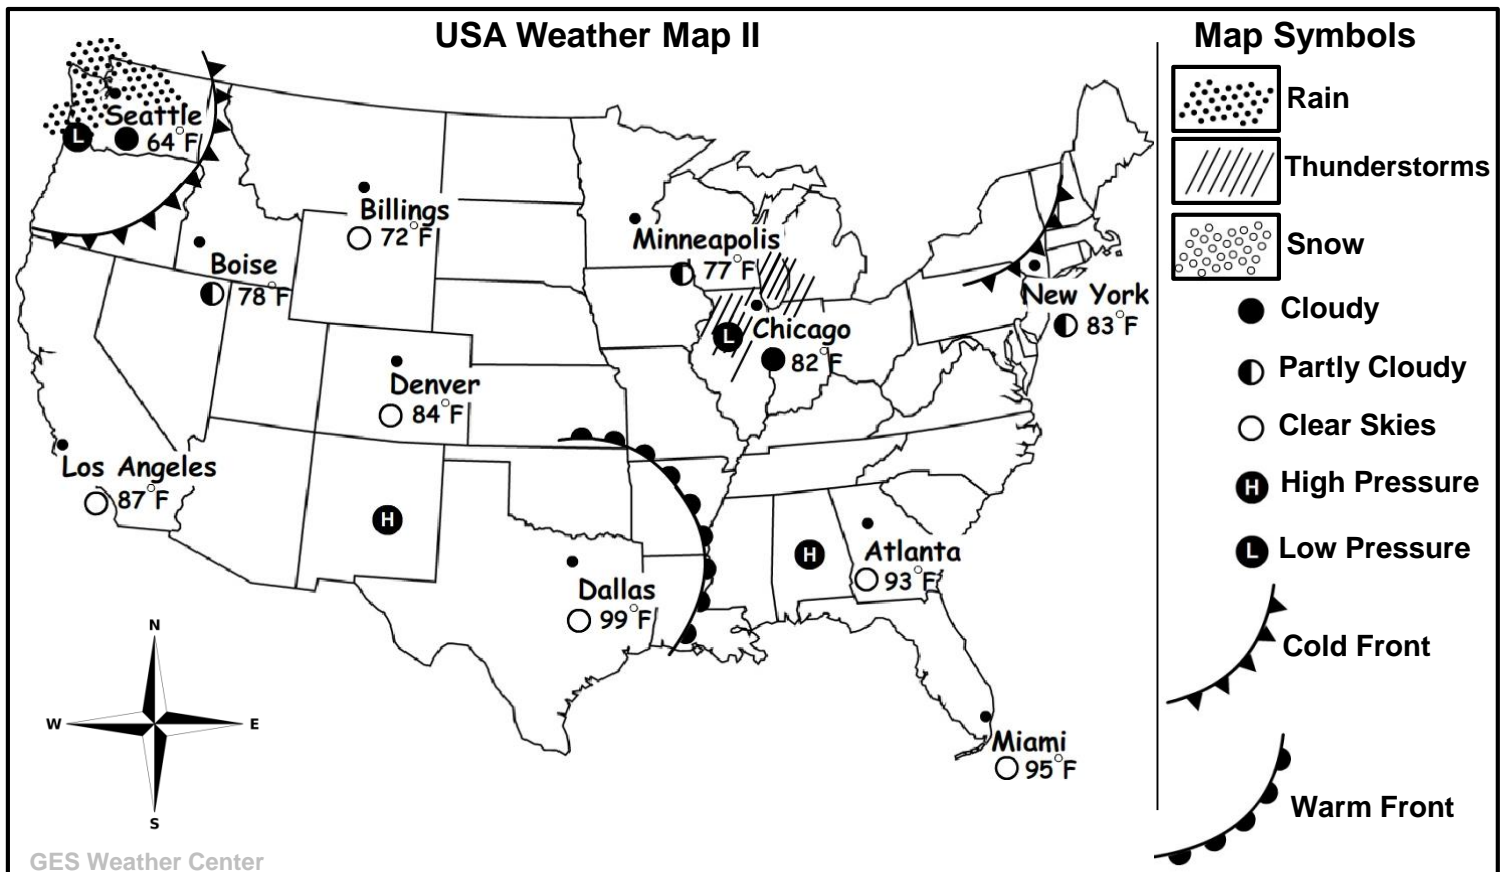 USA Weather Map II
Seattle
L
64°F
Billings
72°F
Boise
78°F
Minneapolis
77°F
New York
83°F
L
Chicago
82°F
Denver
84°F
Los Angeles
87°F
H
H
Atlanta
93°F
Dallas
99°F
Miami
95°F
N
W
E
S
GES Weather Center
Map Symbols
Rain
Thunderstorms
Snow
Cloudy
Partly Cloudy
Clear Skies
H High Pressure
L Low Pressure
Cold Front
Warm Front